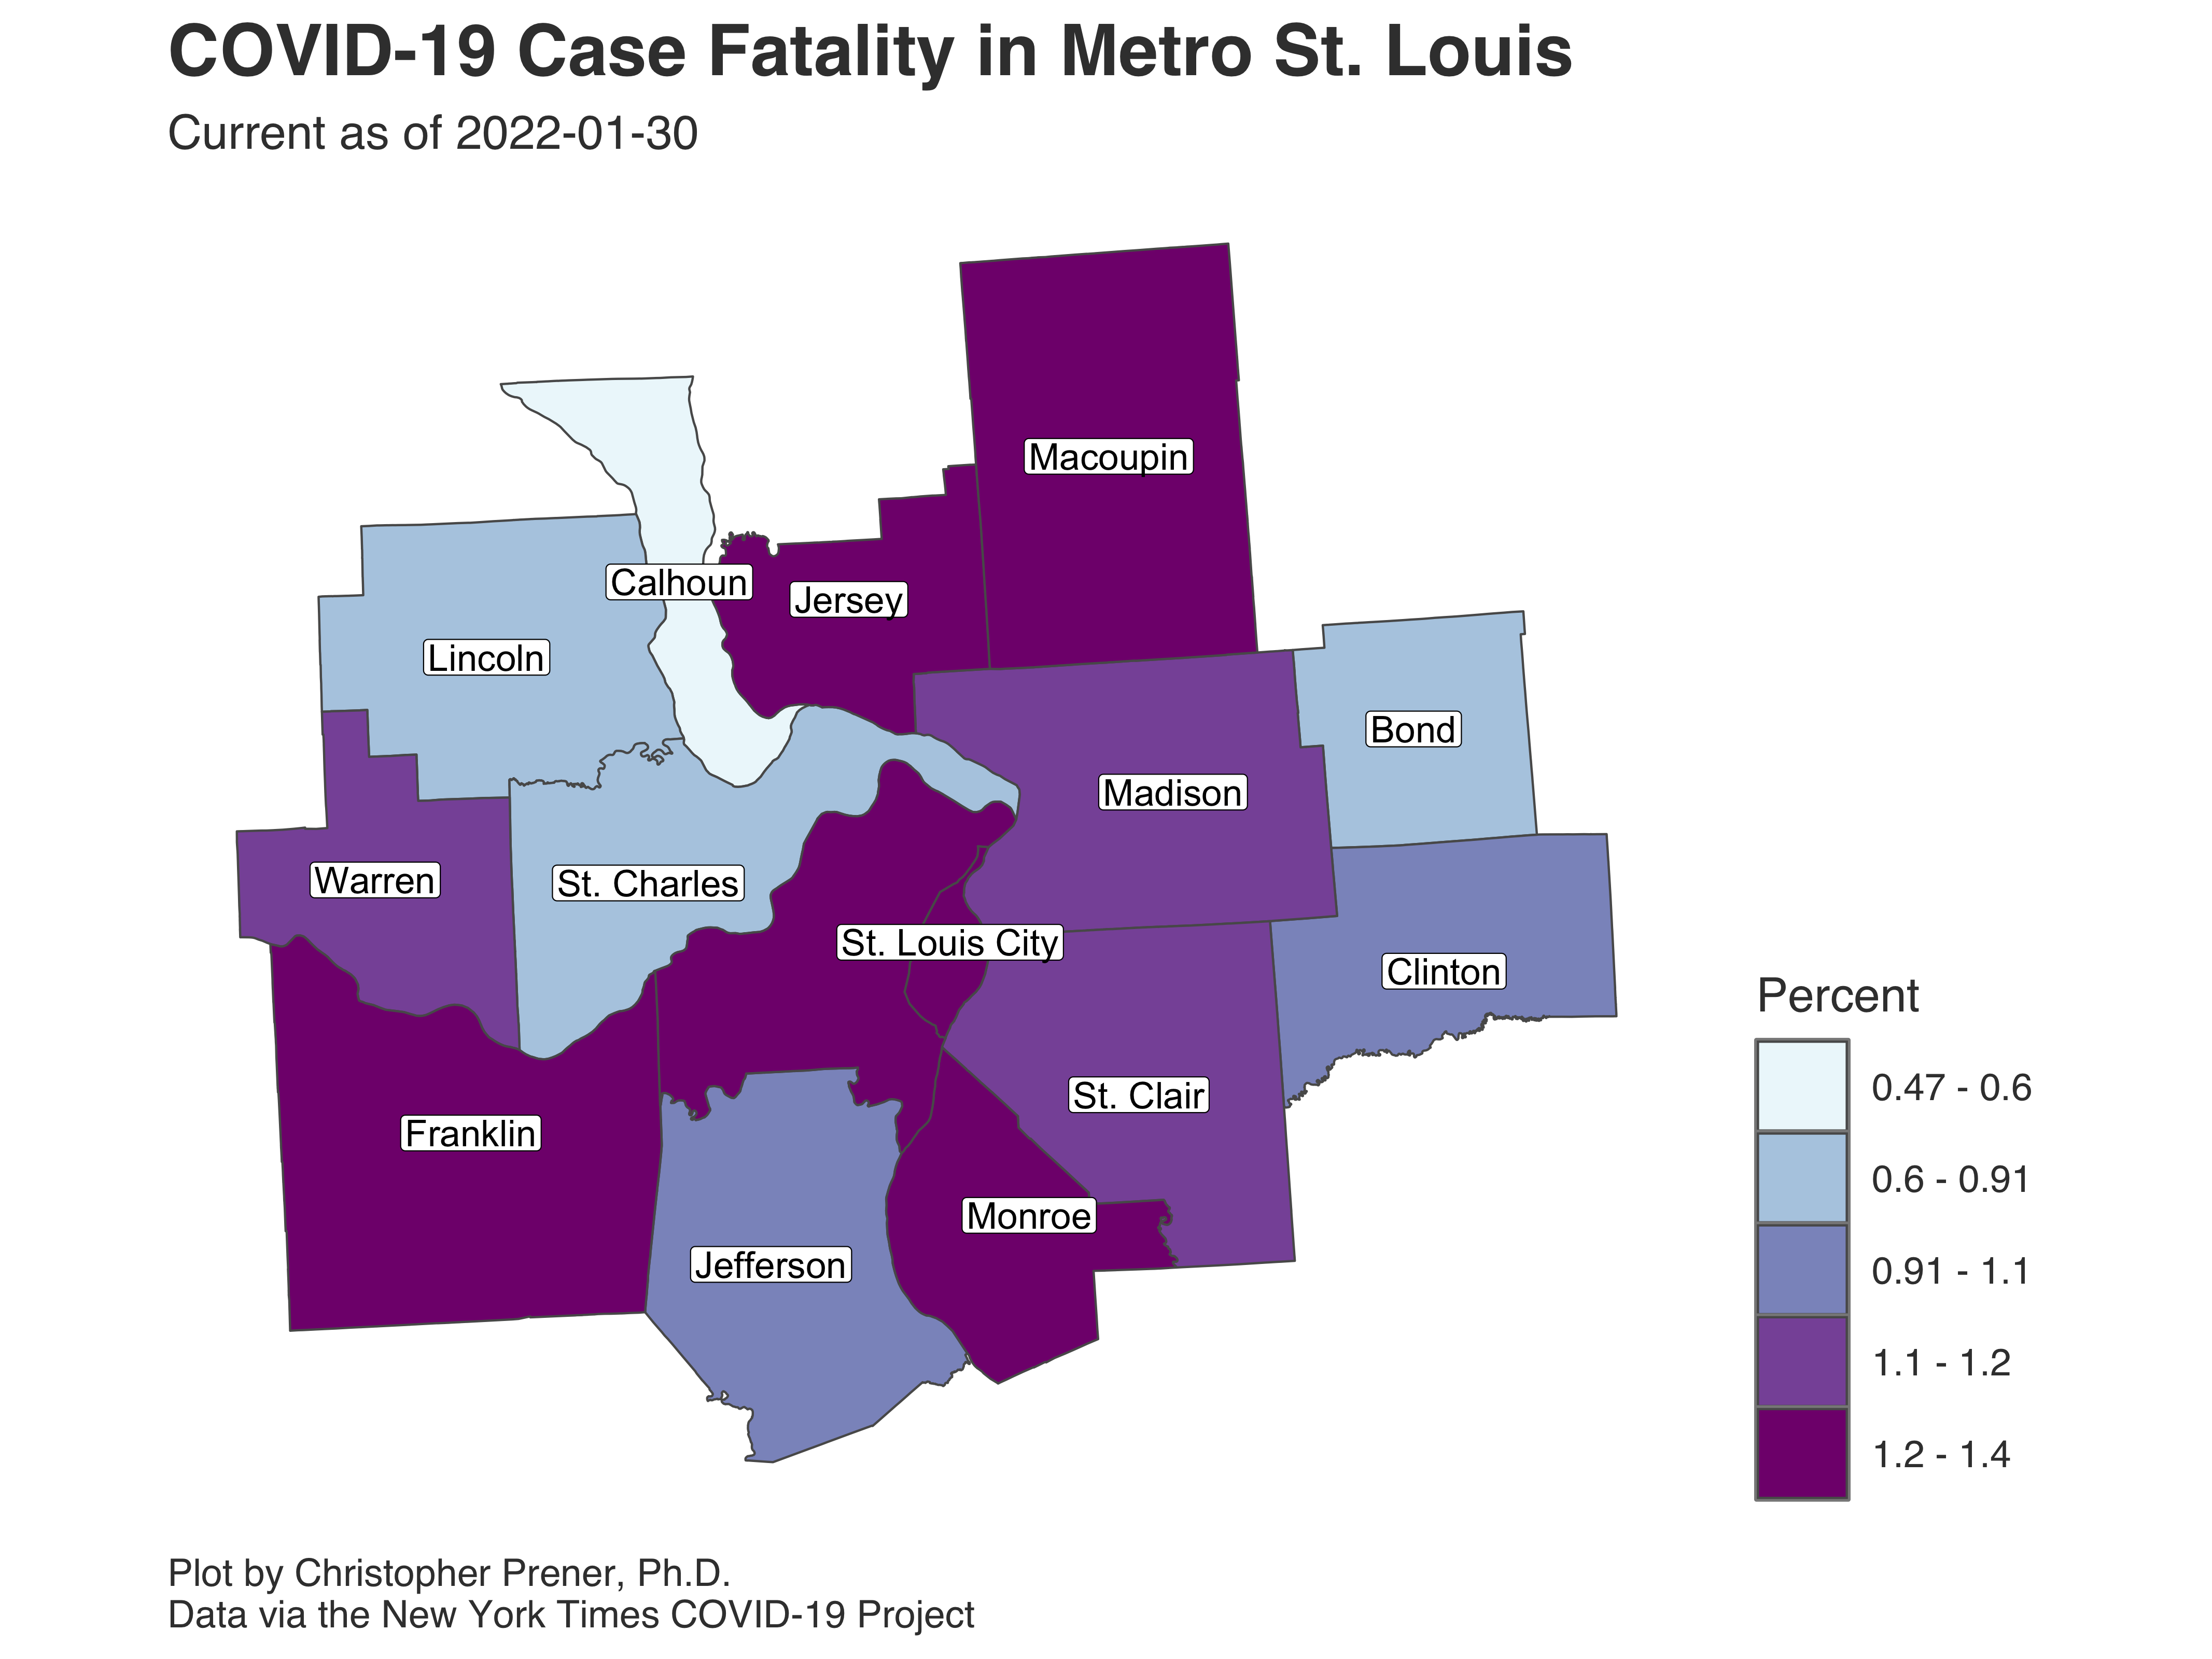 COVID-19 Case Fatality in Metro St. Louis
Current as of 2022-01-30
Macoupin
Calhoun
Jersey
Lincoln
Bond
Madison
Warren
St. Charles
St. Louis City
Clinton
St. Clair
Franklin
Monroe
Jefferson
Percent
0.47 - 0.6
0.6 - 0.91
0.91 - 1.1
1.1 - 1.2
1.2 - 1.4
Plot by Christopher Prener, Ph.D.
Data via the New York Times COVID-19 Project